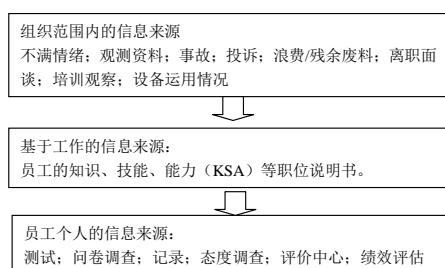 组织范围内的信息来源
不满情绪；观测资料；事故；投诉；浪费/残余废料；离职面
谈；培训观察；设备运用情况
基于工作的信息来源：
员工的知识、技能、能力（KSA）等职位说明书。
员工个人的信息来源：
测试；问卷调查；记录；态度调查；评价中心；绩效评估